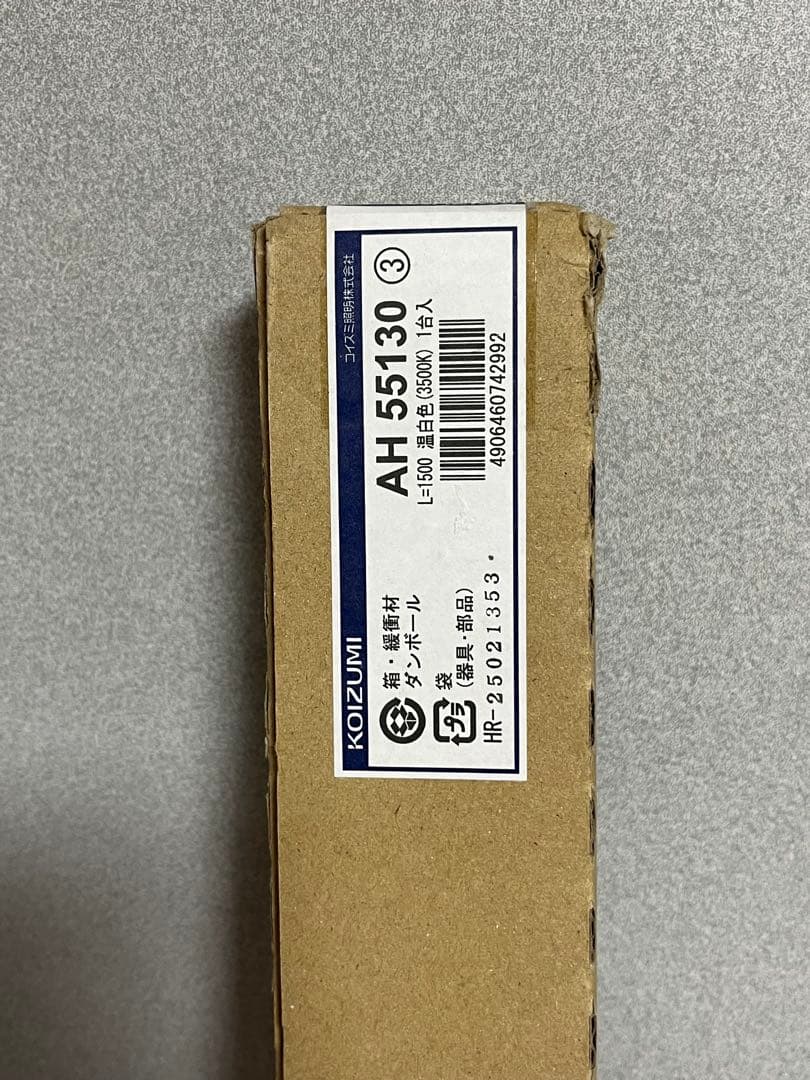 KOIZUMI コイズミ照明株式会社
AH 55130 ③
L=1500 温白色(3500K) 1台入
4906460742992
箱・緩衝材
ダンボール
プラ
袋
(器具・部品)
HR-25021353